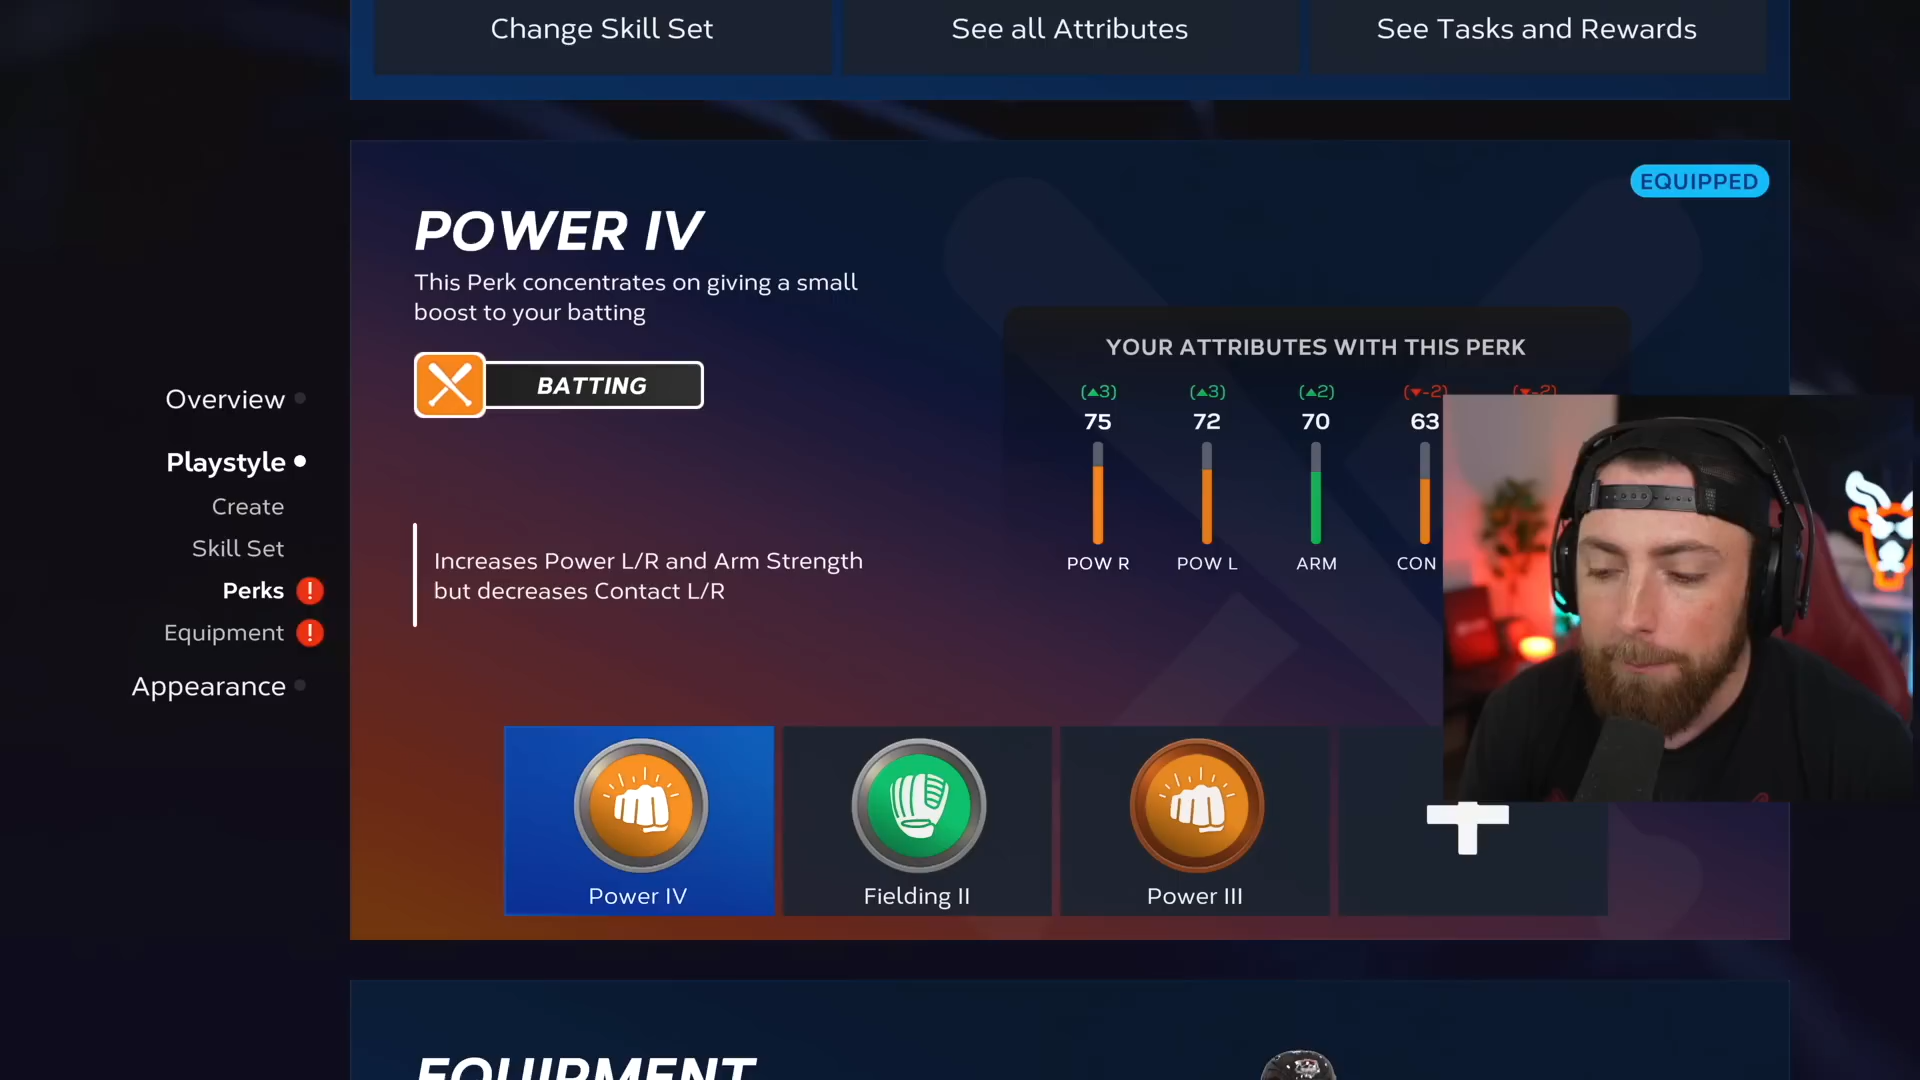 Change Skill Set
See all Attributes
See Tasks and Rewards
EQUIPPED
POWER IV
This Perk concentrates on giving a small
boost to your batting
BATTING
YOUR ATTRIBUTES WITH THIS PERK
(▲3) (▲3) (▲2) (▼-2) (▼-2)
75 72 70 63
POW R POW L ARM CON
Increases Power L/R and Arm Strength
but decreases Contact L/R
Overview
Playstyle
Create
Skill Set
Perks !
Equipment !
Appearance
Power IV
Fielding II
Power III
EQUIPMENT